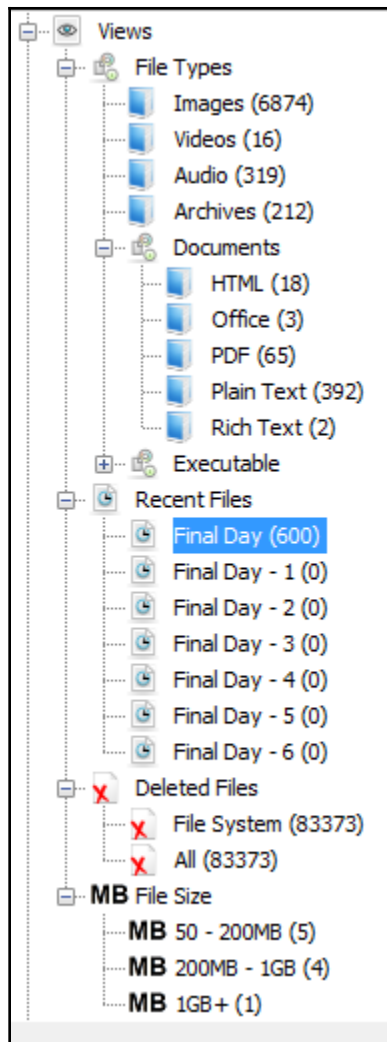 Views
File Types
Images (6874)
Videos (16)
Audio (319)
Archives (212)
Documents
HTML (18)
Office (3)
PDF (65)
Plain Text (392)
Rich Text (2)
Executable
Recent Files
Final Day (600)
Final Day - 1 (0)
Final Day - 2 (0)
Final Day - 3 (0)
Final Day - 4 (0)
Final Day - 5 (0)
Final Day - 6 (0)
Deleted Files
File System (83373)
All (83373)
MB File Size
MB 50 - 200MB (5)
MB 200MB - 1GB (4)
MB 1GB+ (1)